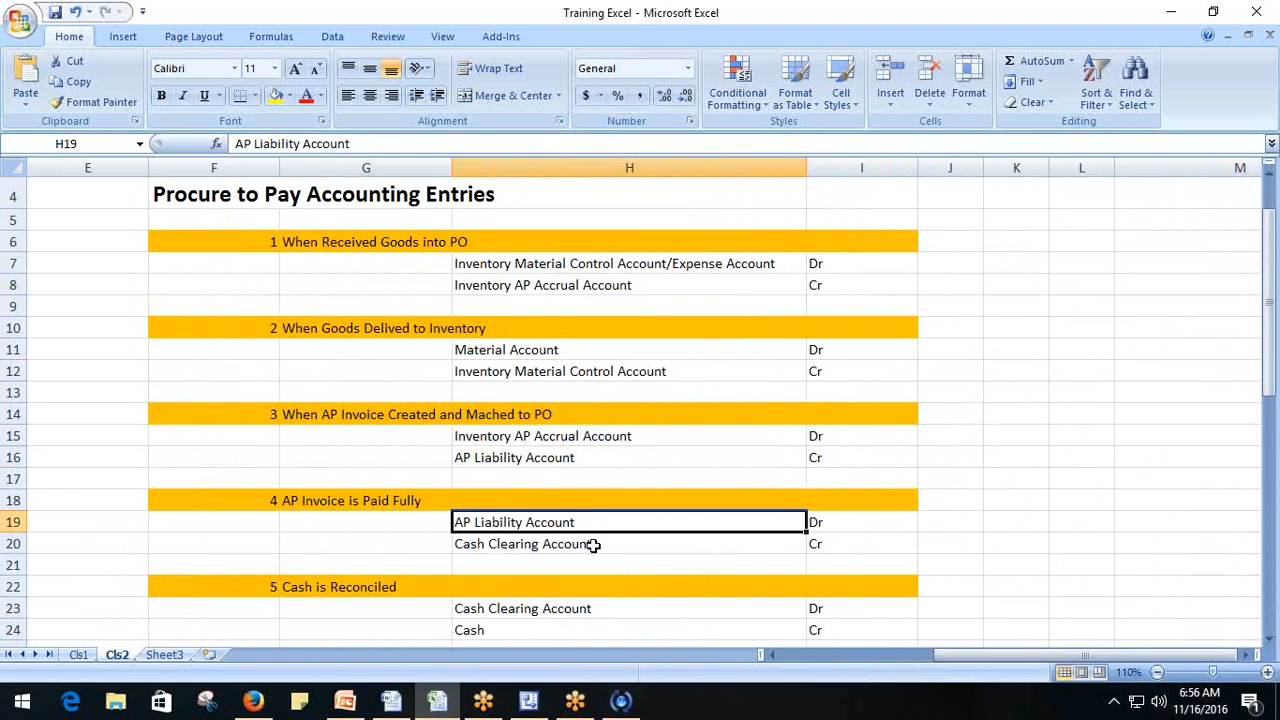 Training Excel - Microsoft Excel
Home Insert Page Layout Formulas Data Review View Add-Ins
Cut
Copy
Format Painter
Paste
Clipboard
Calibri 11
B I U
Font
Wrap Text
Merge & Center
Alignment
General
$ % ,
Number
Conditional Formatting
Format as Table
Cell Styles
Styles
Insert Delete Format
Cells
AutoSum
Fill
Clear
Sort & Filter
Find & Select
Editing
H19 fx AP Liability Account
E F G H I J K L M
4 Procure to Pay Accounting Entries
5
6 1 When Received Goods into PO
7 Inventory Material Control Account/Expense Account Dr
8 Inventory AP Accrual Account Cr
9
10 2 When Goods Delived to Inventory
11 Material Account Dr
12 Inventory Material Control Account Cr
13
14 3 When AP Invoice Created and Mached to PO
15 Inventory AP Accrual Account Dr
16 AP Liability Account Cr
17
18 4 AP Invoice is Paid Fully
19 AP Liability Account Dr
20 Cash Clearing Account Cr
21
22 5 Cash is Reconciled
23 Cash Clearing Account Dr
24 Cash Cr
Cls1 Cls2 Sheet3
110%
6:56 AM
11/16/2016